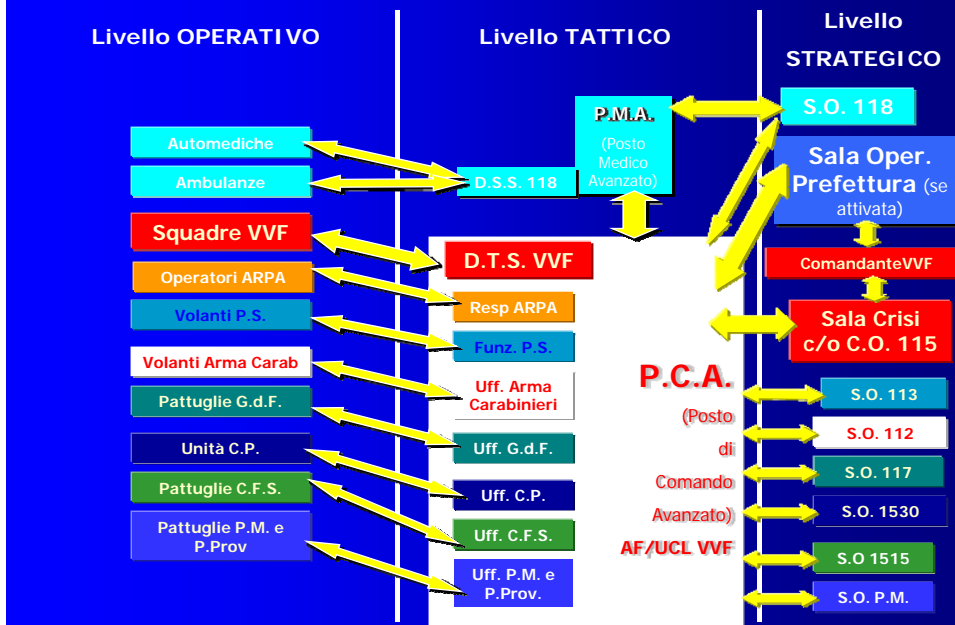 Livello OPERATIVO
Automediche
Ambulanze
Squadre VVF
Operatori ARPA
Volanti P.S.
Volanti Arma Carab
Pattuglie G.d.F.
Unità C.P.
Pattuglie C.F.S.
Pattuglie P.M. e
P.Prov
Livello TATTICO
P.M.A.
(Posto
Medico
Avanzato)
D.S.S. 118
D.T.S. VVF
Resp ARPA
Funz. P.S.
Uff. Arma
Carabinieri
Uff. G.d.F.
Uff. C.P.
Uff. C.F.S.
Uff. P.M. e
P.Prov.
P.C.A.
(Posto
di
Comando
Avanzato)
AF/UCL VVF
Livello
STRATEGICO
S.O. 118
Sala Oper.
Prefettura (se
attivata)
ComandanteVVF
Sala Crisi
c/o C.O. 115
S.O. 113
S.O. 112
S.O. 117
S.O. 1530
S.O 1515
S.O. P.M.